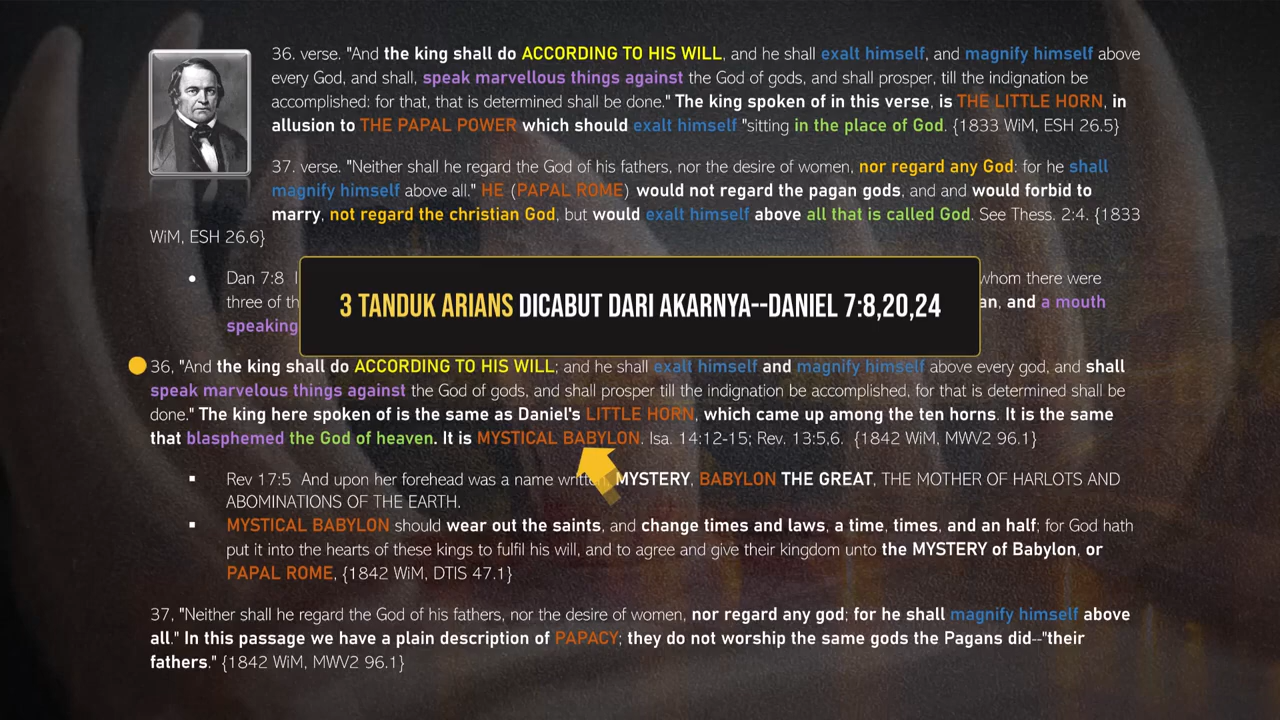 36. verse. "And the king shall do ACCORDING TO HIS WILL, and he shall exalt himself, and magnify himself above
every God, and shall, speak marvellous things against the God of gods, and shall prosper, till the indignation be
accomplished: for that, that is determined shall be done." The king spoken of in this verse, is THE LITTLE HORN, in
allusion to THE PAPAL POWER which should exalt himself "sitting in the place of God. {1833 WiM, ESH 26.5}
37. verse. "Neither shall he regard the God of his fathers, nor the desire of women, nor regard any God: for he shall
magnify himself above all." HE (PAPAL ROME) would not regard the pagan gods, and and would forbid to
marry, not regard the christian God, but would exalt himself above all that is called God. See Thess. 2:4. {1833
WiM, ESH 26.6}
• Dan 7:8 whom there were
three of th an, and a mouth
speaking
3 TANDUK ARIANS DICABUT DARI AKARNYA--DANIEL 7:8,20,24
36, "And the king shall do ACCORDING TO HIS WILL; and he shall exalt himself and magnify himself above every god, and shall
speak marvelous things against the God of gods, and shall prosper till the indignation be accomplished, for that is determined shall be
done." The king here spoken of is the same as Daniel's LITTLE HORN, which came up among the ten horns. It is the same
that blasphemed the God of heaven. It is MYSTICAL BABYLON. Isa. 14:12-15; Rev. 13:5,6. {1842 WiM, MWV2 96.1}
▪ Rev 17:5 And upon her forehead was a name written, MYSTERY, BABYLON THE GREAT, THE MOTHER OF HARLOTS AND
ABOMINATIONS OF THE EARTH.
▪ MYSTICAL BABYLON should wear out the saints, and change times and laws, a time, times, and an half; for God hath
put it into the hearts of these kings to fulfil his will, and to agree and give their kingdom unto the MYSTERY of Babylon, or
PAPAL ROME, {1842 WiM, DTIS 47.1}
37, "Neither shall he regard the God of his fathers, nor the desire of women, nor regard any god; for he shall magnify himself above
all." In this passage we have a plain description of PAPACY; they do not worship the same gods the Pagans did--"their
fathers." {1842 WiM, MWV2 96.1}